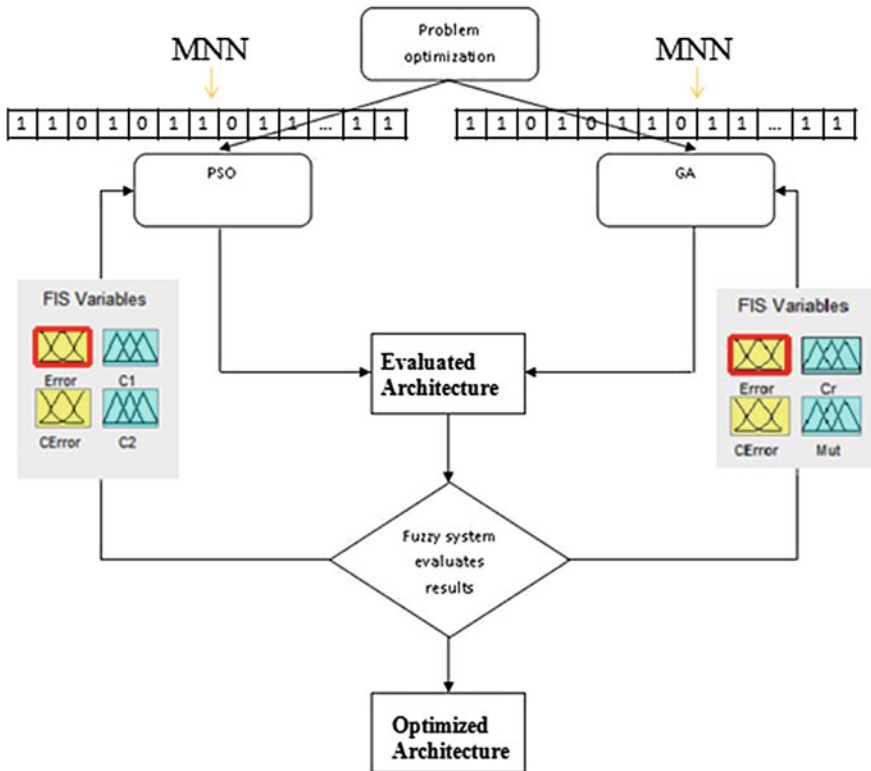 Problem
optimization
MNN
MNN
1 1 0 1 0 1 1 0 1 1 ... 1 1
1 1 0 1 0 1 1 0 1 1 ... 1 1
PSO
GA
FIS Variables
Error C1
CError C2
FIS Variables
Error Cr
CError Mut
Evaluated
Architecture
Fuzzy system
evaluates
results
Optimized
Architecture